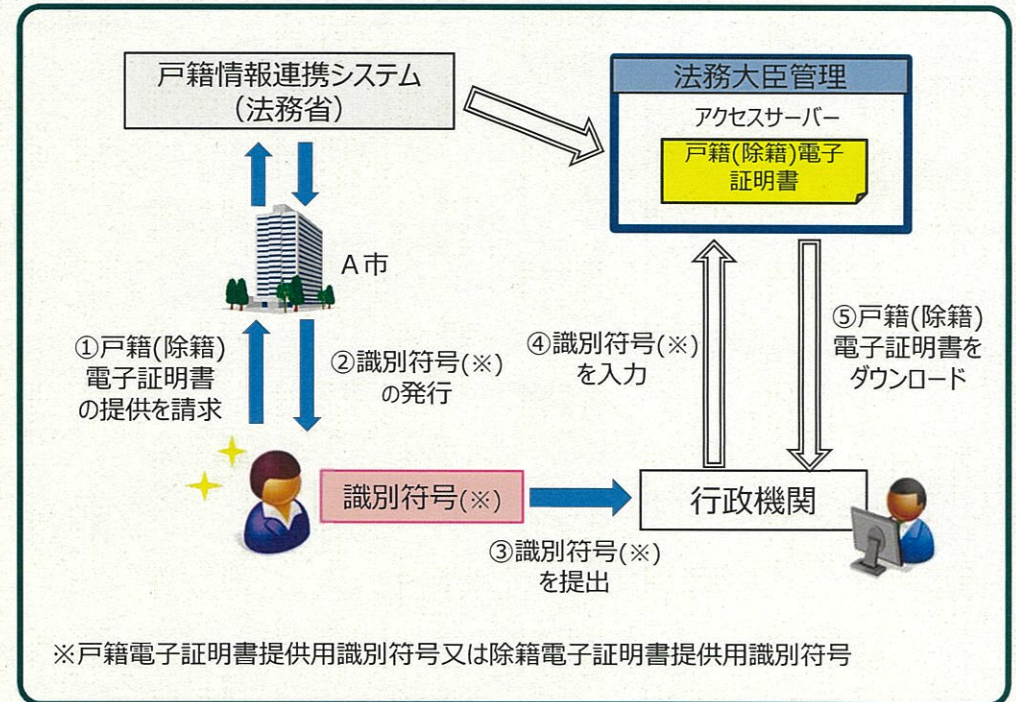 戸籍情報連携システム
（法務省）
法務大臣管理
アクセスサーバー
戸籍(除籍)電子
証明書
A市
①戸籍(除籍)
電子証明書
の提供を請求
②識別符号(※)
の発行
④識別符号(※)
を入力
⑤戸籍(除籍)
電子証明書を
ダウンロード
識別符号(※)
行政機関
③識別符号(※)
を提出
※戸籍電子証明書提供用識別符号又は除籍電子証明書提供用識別符号